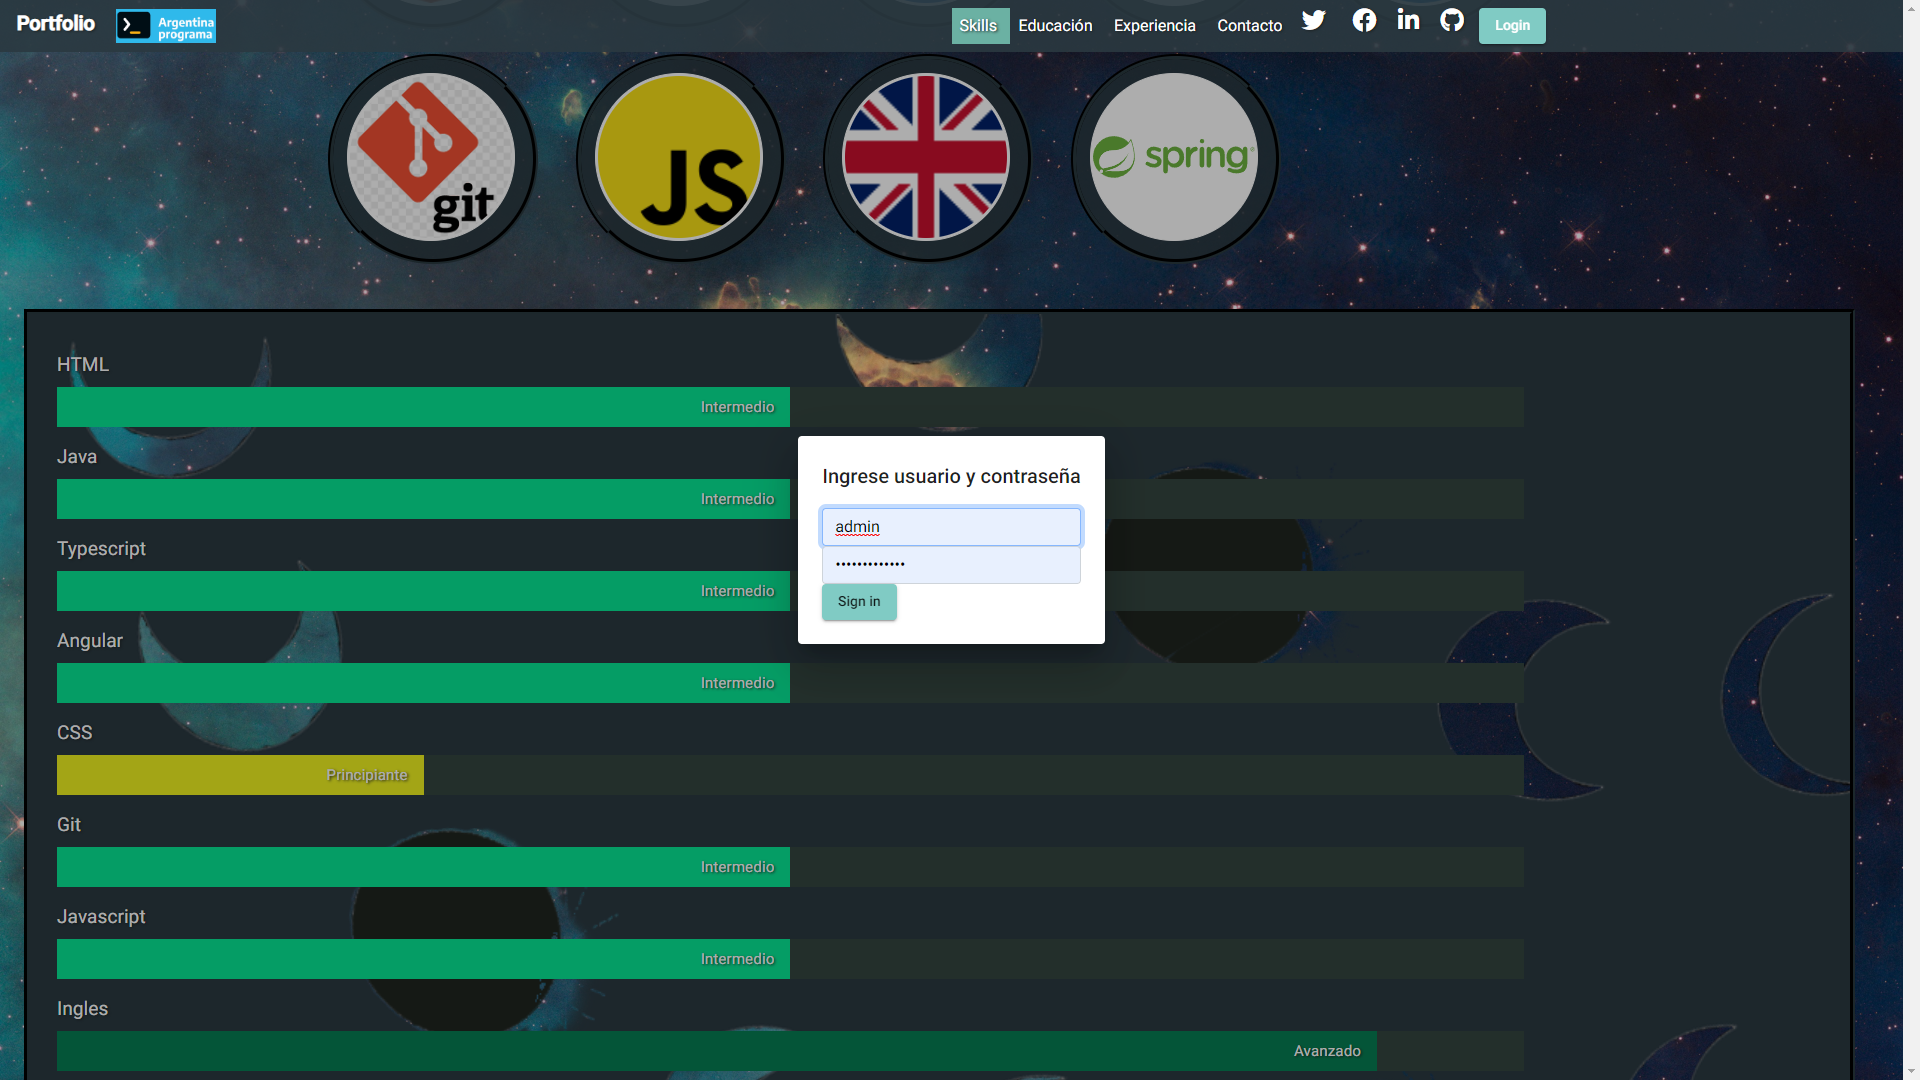 Portfolio
Argentina
programa
Skills
Educación
Experiencia
Contacto
Login
git
JS
spring
HTML
Intermedio
Java
Intermedio
Typescript
Intermedio
Angular
Intermedio
CSS
Principiante
Git
Intermedio
Javascript
Intermedio
Ingles
Avanzado
Ingrese usuario y contraseña
admin
•••••••••••••
Sign in